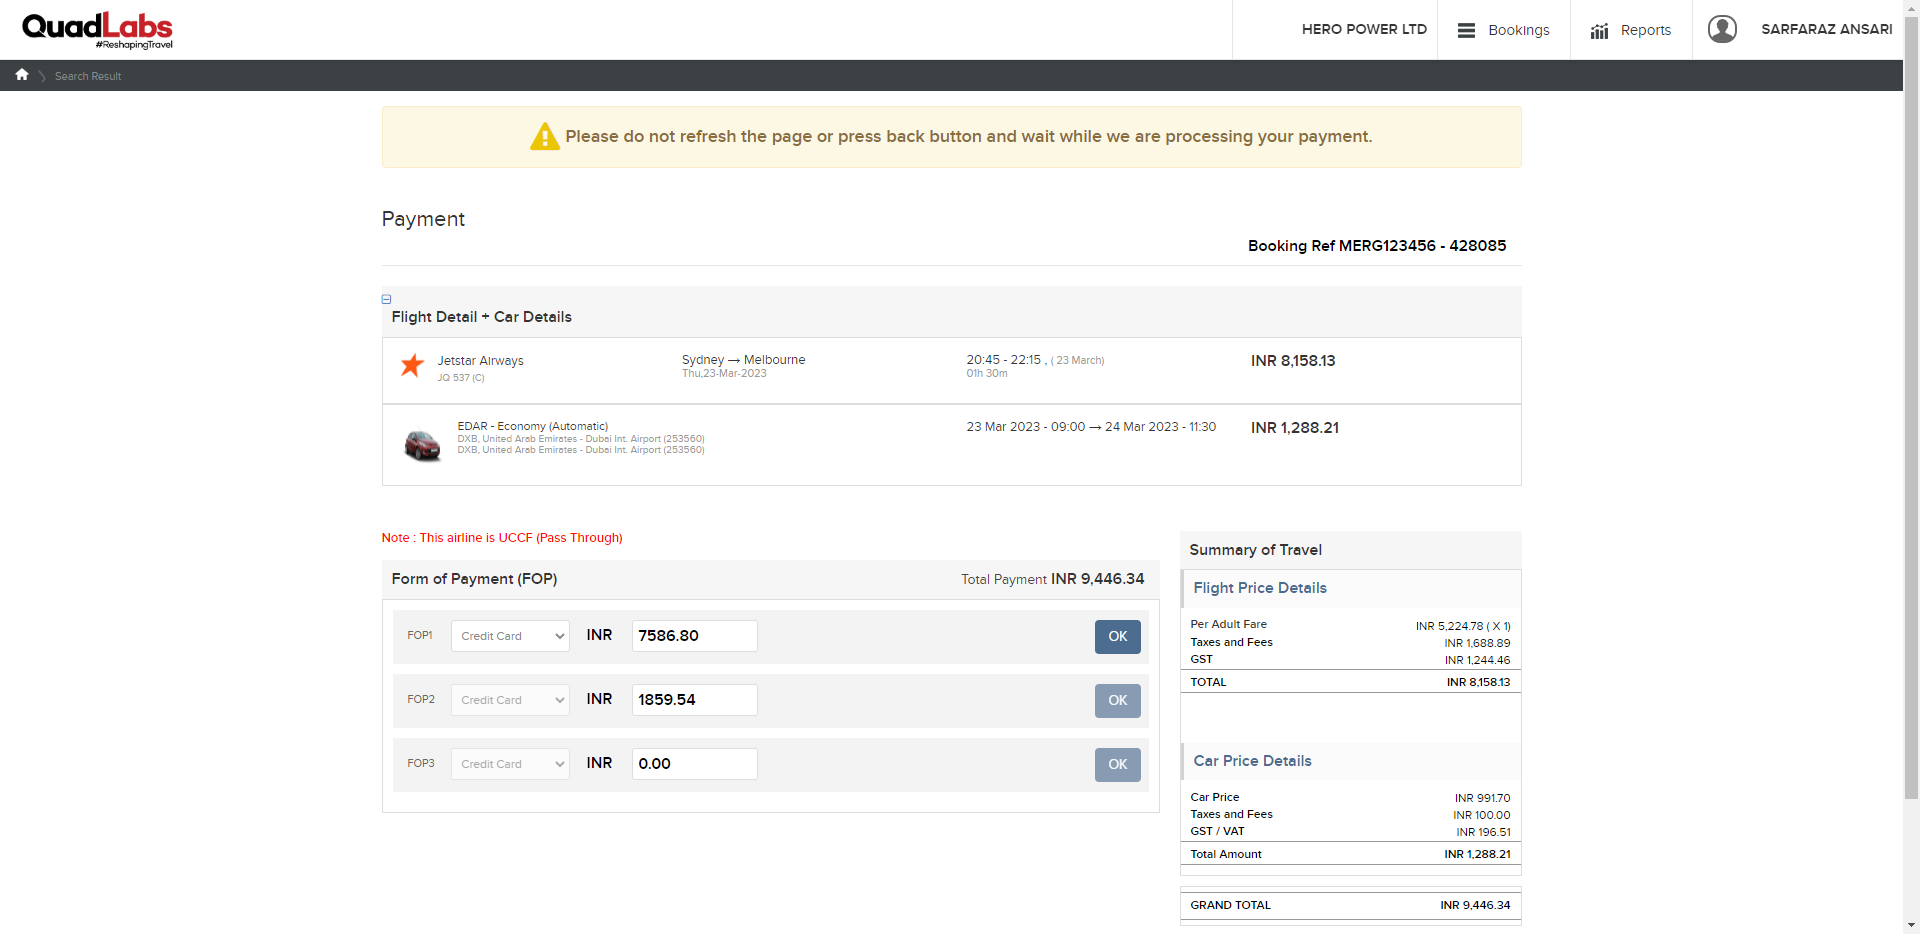 QuadLabs
#ReshapingTravel
HERO POWER LTD
Bookings
Reports
SARFARAZ ANSARI
Search Result
Please do not refresh the page or press back button and wait while we are processing your payment.
Payment
Booking Ref MERG123456 - 428085
Flight Detail + Car Details
Jetstar Airways
JQ 537 (C)
Sydney → Melbourne
Thu,23-Mar-2023
20:45 - 22:15 , ( 23 March)
01h 30m
INR 8,158.13
EDAR - Economy (Automatic)
DXB, United Arab Emirates - Dubai Int. Airport (253560)
DXB, United Arab Emirates - Dubai Int. Airport (253560)
23 Mar 2023 - 09:00 → 24 Mar 2023 - 11:30
INR 1,288.21
Note : This airline is UCCF (Pass Through)
Form of Payment (FOP)
Total Payment INR 9,446.34
FOP1 Credit Card INR 7586.80 OK
FOP2 Credit Card INR 1859.54 OK
FOP3 Credit Card INR 0.00 OK
Summary of Travel
Flight Price Details
Per Adult Fare INR 5,224.78 ( X 1)
Taxes and Fees INR 1,688.89
GST INR 1,244.46
TOTAL INR 8,158.13
Car Price Details
Car Price INR 991.70
Taxes and Fees INR 100.00
GST / VAT INR 196.51
Total Amount INR 1,288.21
GRAND TOTAL INR 9,446.34